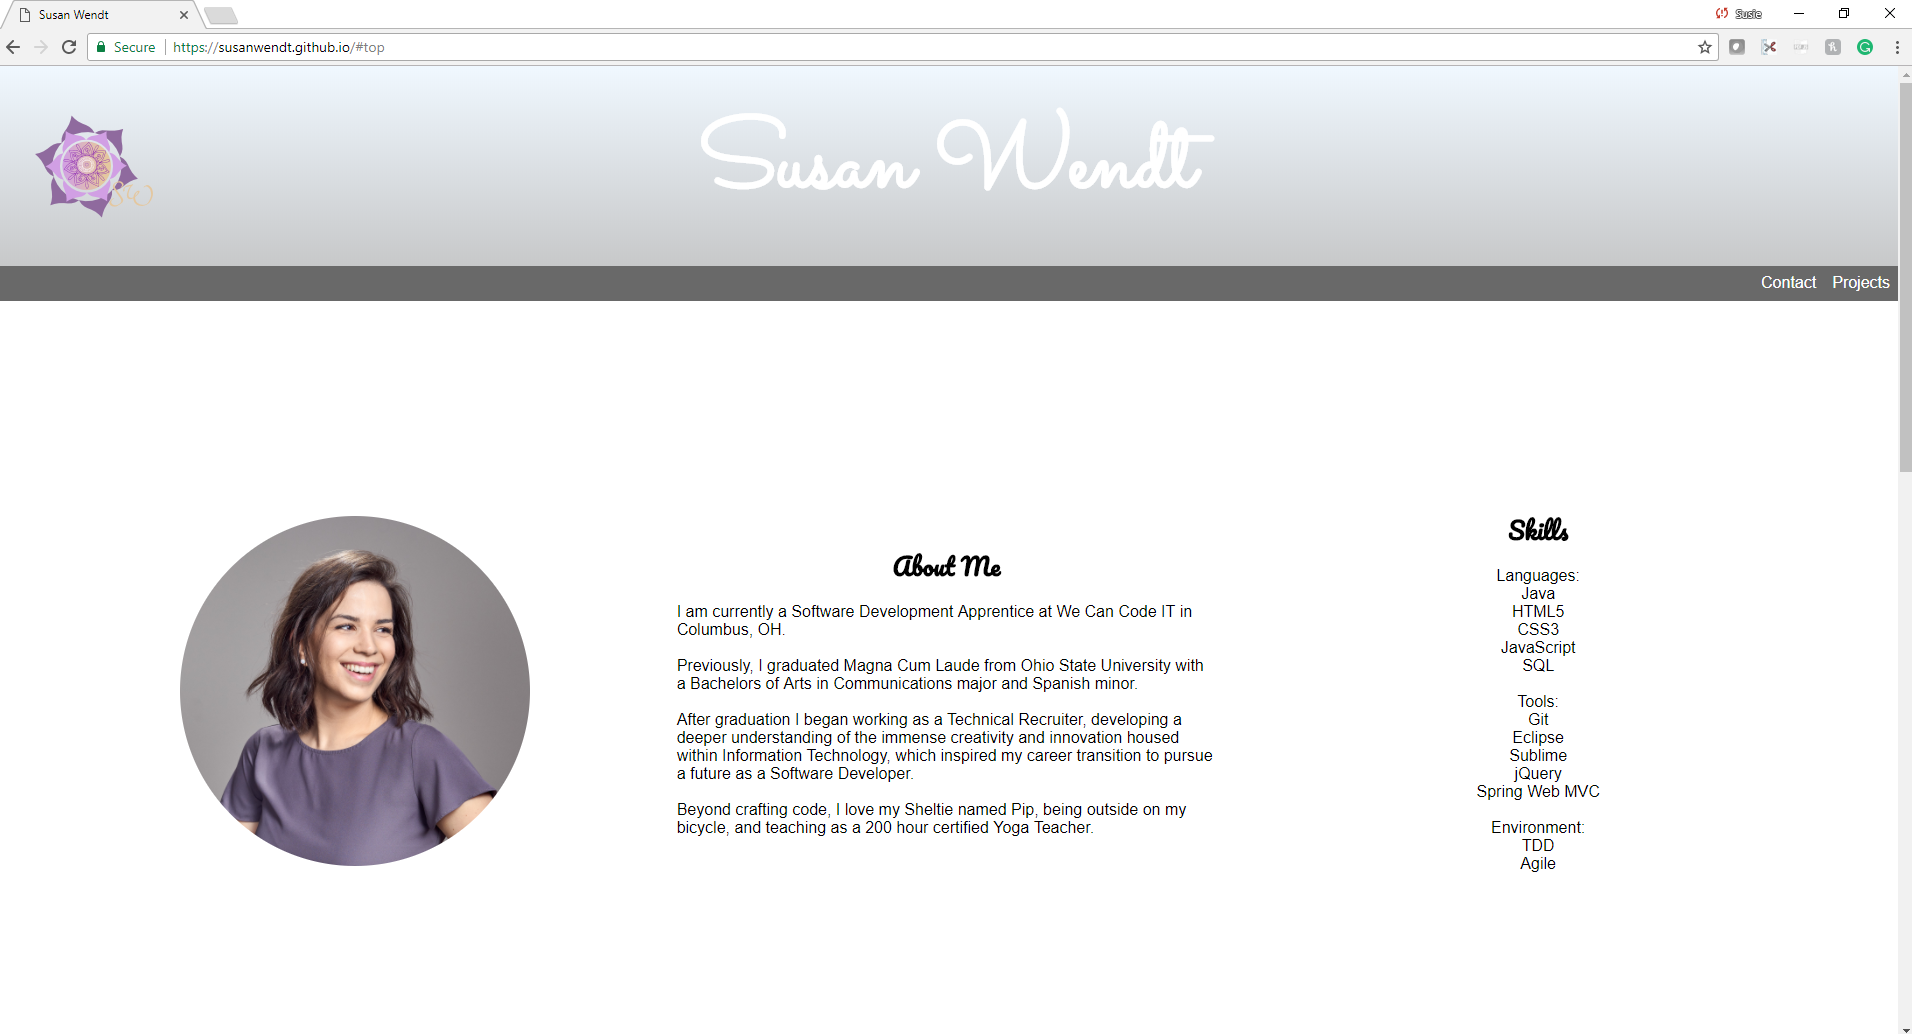 Susan Wendt
Susie
Secure
https://susanwendt.github.io/#top
SW
Susan Wendt
Contact Projects
About Me
I am currently a Software Development Apprentice at We Can Code IT in
Columbus, OH.
Previously, I graduated Magna Cum Laude from Ohio State University with
a Bachelors of Arts in Communications major and Spanish minor.
After graduation I began working as a Technical Recruiter, developing a
deeper understanding of the immense creativity and innovation housed
within Information Technology, which inspired my career transition to pursue
a future as a Software Developer.
Beyond crafting code, I love my Sheltie named Pip, being outside on my
bicycle, and teaching as a 200 hour certified Yoga Teacher.
Skills
Languages:
Java
HTML5
CSS3
JavaScript
SQL
Tools:
Git
Eclipse
Sublime
jQuery
Spring Web MVC
Environment:
TDD
Agile